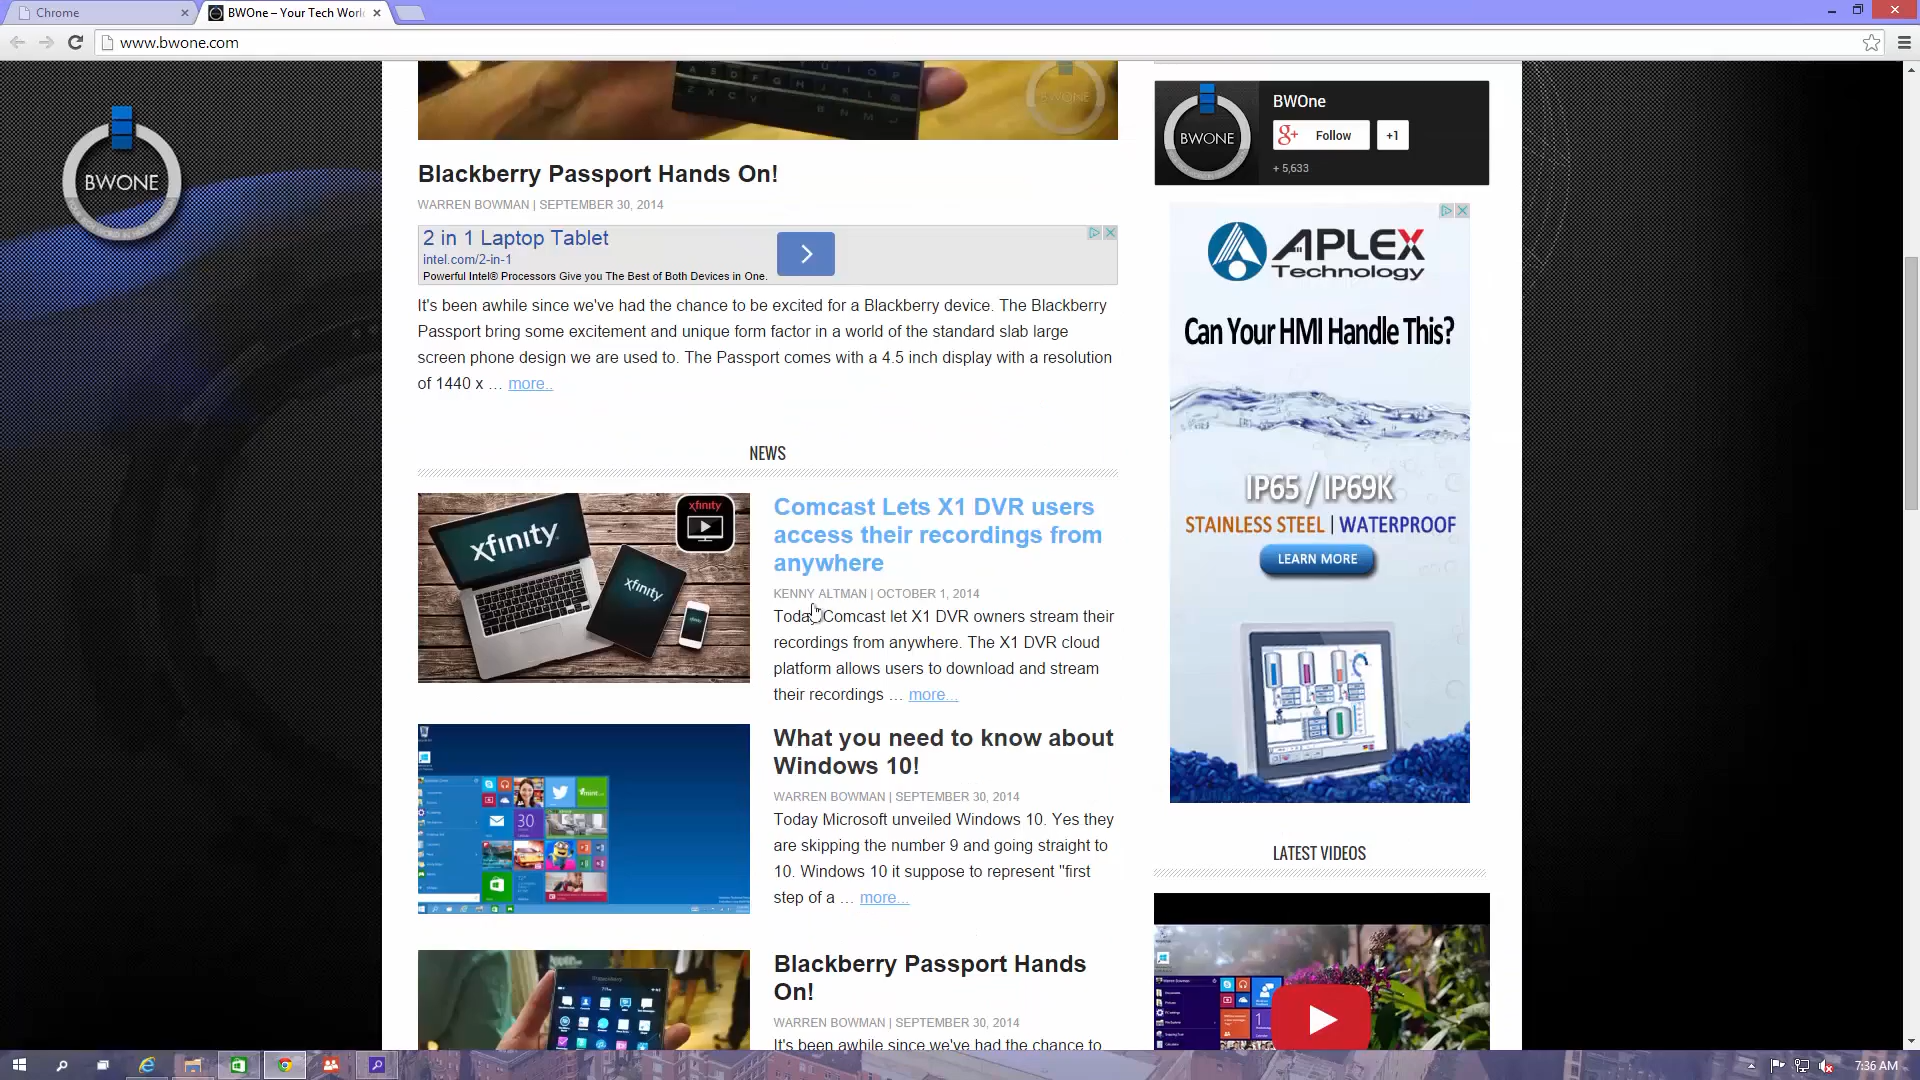 Chrome
BWOne – Your Tech Worl
www.bwone.com
BWONE
BWOne
BWONE
Follow
+1
+ 5,633
Blackberry Passport Hands On!
WARREN BOWMAN | SEPTEMBER 30, 2014
2 in 1 Laptop Tablet
intel.com/2-in-1
Powerful Intel® Processors Give you The Best of Both Devices in One.
It's been awhile since we've had the chance to be excited for a Blackberry device. The Blackberry
Passport bring some excitement and unique form factor in a world of the standard slab large
screen phone design we are used to. The Passport comes with a 4.5 inch display with a resolution
of 1440 x … more..
APLEX
Technology
Can Your HMI Handle This?
IP65 / IP69K
STAINLESS STEEL | WATERPROOF
LEARN MORE
NEWS
xfinity
xfinity
xfinity
Comcast Lets X1 DVR users
access their recordings from
anywhere
KENNY ALTMAN | OCTOBER 1, 2014
Today Comcast let X1 DVR owners stream their
recordings from anywhere. The X1 DVR cloud
platform allows users to download and stream
their recordings … more...
What you need to know about
Windows 10!
WARREN BOWMAN | SEPTEMBER 30, 2014
Today Microsoft unveiled Windows 10. Yes they
are skipping the number 9 and going straight to
10. Windows 10 it suppose to represent "first
step of a … more...
30
LATEST VIDEOS
Blackberry Passport Hands
On!
WARREN BOWMAN | SEPTEMBER 30, 2014
It's been awhile since we've had the chance to
7:36 AM